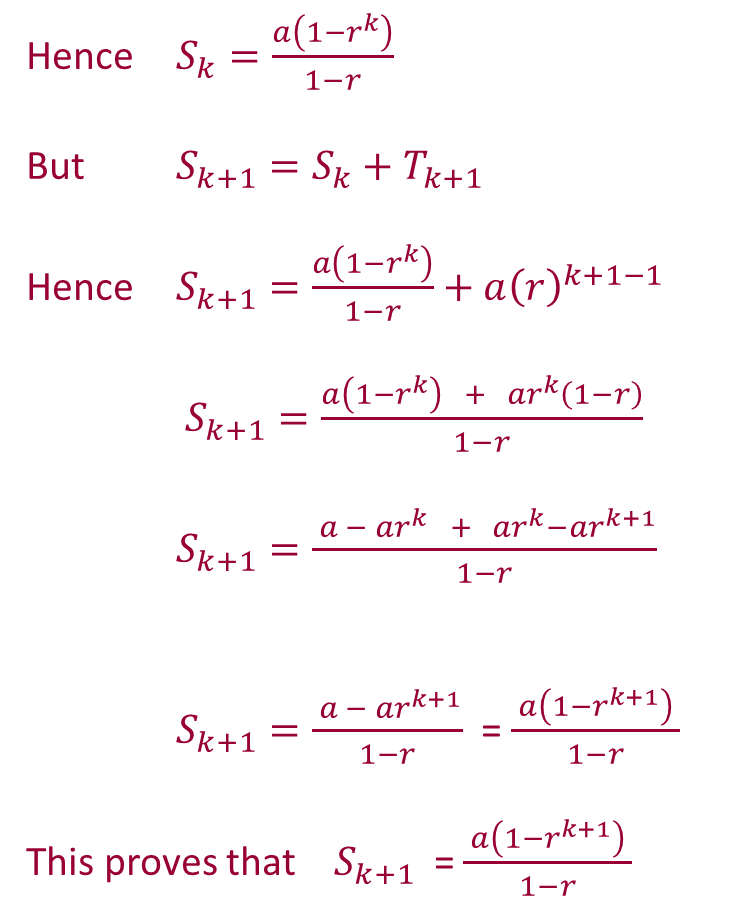 Hence S_k = a(1−r^k)/(1−r)
But S_{k+1} = S_k + T_{k+1}
Hence S_{k+1} = a(1−r^k)/(1−r) + a(r)^{k+1−1}
S_{k+1} = (a(1−r^k) + ar^k(1−r))/(1−r)
S_{k+1} = (a − ar^k + ar^k−ar^{k+1})/(1−r)
S_{k+1} = (a − ar^{k+1})/(1−r) = a(1−r^{k+1})/(1−r)
This proves that S_{k+1} = a(1−r^{k+1})/(1−r)